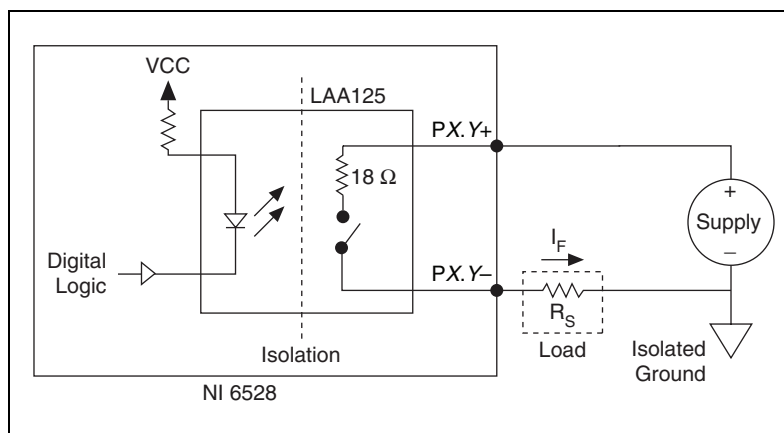 VCC
LAA125
PX.Y+
18 Ω
+
Supply
–
I_F
Digital
Logic
PX.Y–
R_S
Load
Isolated
Ground
Isolation
NI 6528